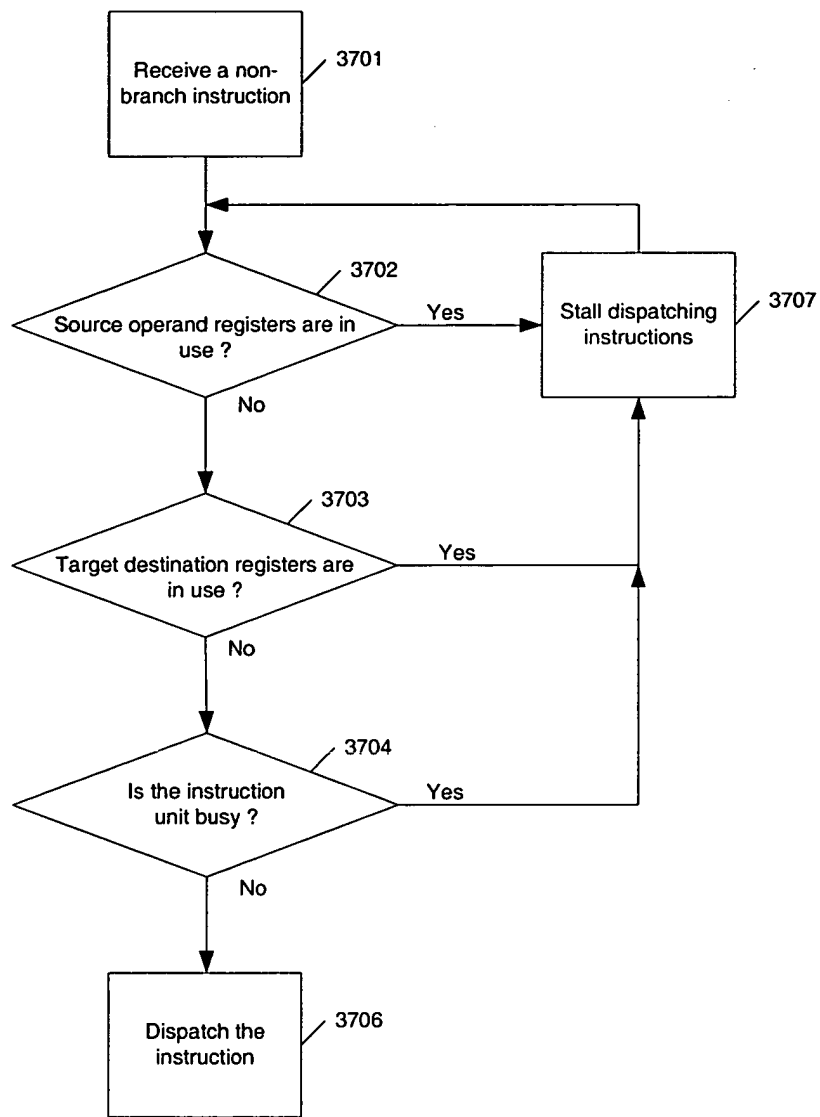 Receive a non-
branch instruction
3701
3702
Source operand registers are in
use ?
Yes
Stall dispatching
instructions
3707
No
3703
Target destination registers are
in use ?
Yes
No
3704
Is the instruction
unit busy ?
Yes
No
Dispatch the
instruction
3706